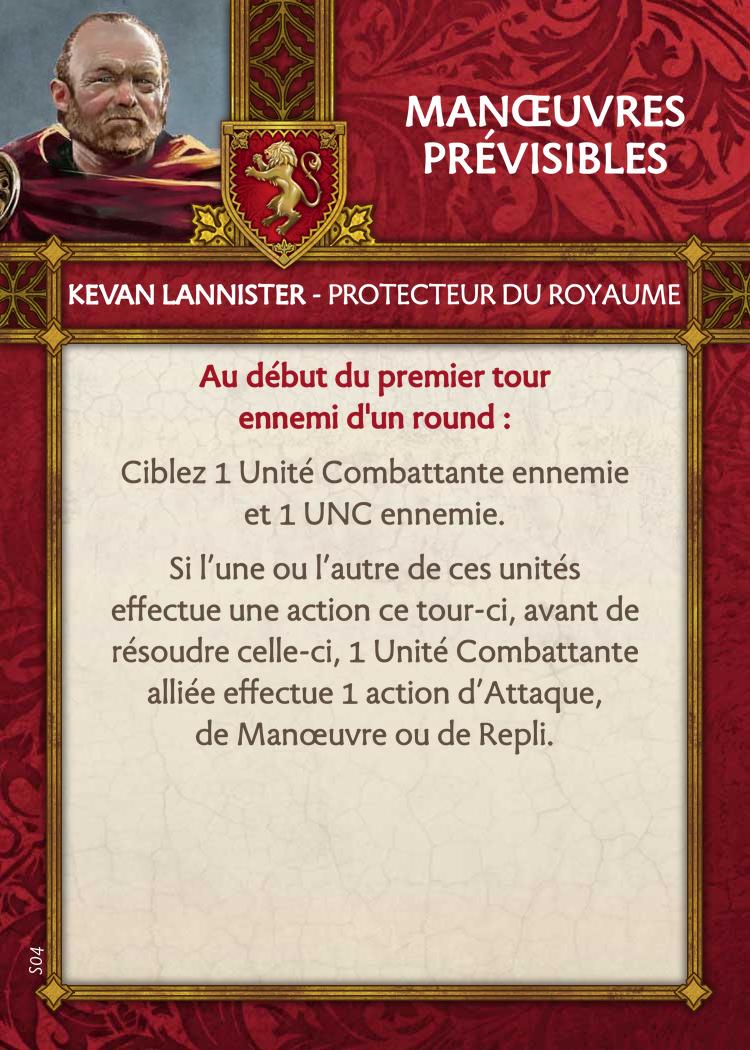 MANŒUVRES
PRÉVISIBLES
KEVAN LANNISTER - PROTECTEUR DU ROYAUME
Au début du premier tour
ennemi d'un round :
Ciblez 1 Unité Combattante ennemie
et 1 UNC ennemie.
Si l’une ou l’autre de ces unités
effectue une action ce tour-ci, avant de
résoudre celle-ci, 1 Unité Combattante
alliée effectue 1 action d’Attaque,
de Manœuvre ou de Repli.
S04